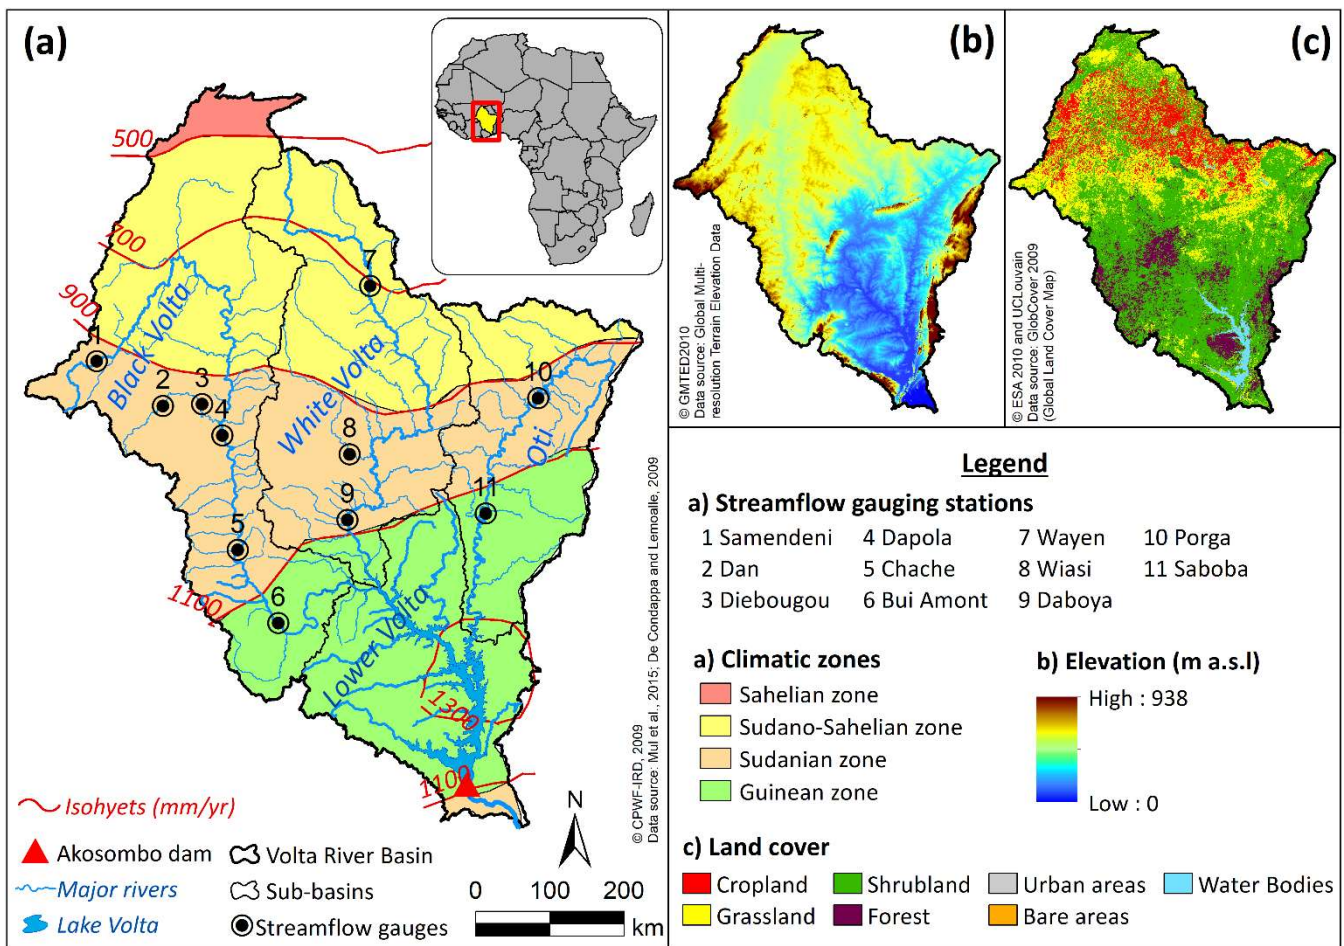 (a)
500
700
900
1
Black Volta
2
3
4
7
White Volta
8
10
Oti
9
11
5
1100
6
Lower Volta
1300
1100
N
Isohyets (mm/yr)
Akosombo dam
Volta River Basin
Major rivers
Sub-basins
0 100 200
Lake Volta
Streamflow gauges
km
© CPWF-IRD, 2009
Data source: Mul et al., 2015; De Condappa and Lemoalle, 2009
(b)
© GMTED2010
Data source: Global Multi-
resolution Terrain Elevation Data
(c)
© ESA 2010 and UCLouvain
Data source: GlobCover 2009
(Global Land Cover Map)
Legend
a) Streamflow gauging stations
1 Samendeni 4 Dapola 7 Wayen 10 Porga
2 Dan 5 Chache 8 Wiasi 11 Saboba
3 Diebougou 6 Bui Amont 9 Daboya
a) Climatic zones
Sahelian zone
Sudano-Sahelian zone
Sudanian zone
Guinean zone
b) Elevation (m a.s.l)
High : 938
Low : 0
c) Land cover
Cropland Shrubland Urban areas Water Bodies
Grassland Forest Bare areas